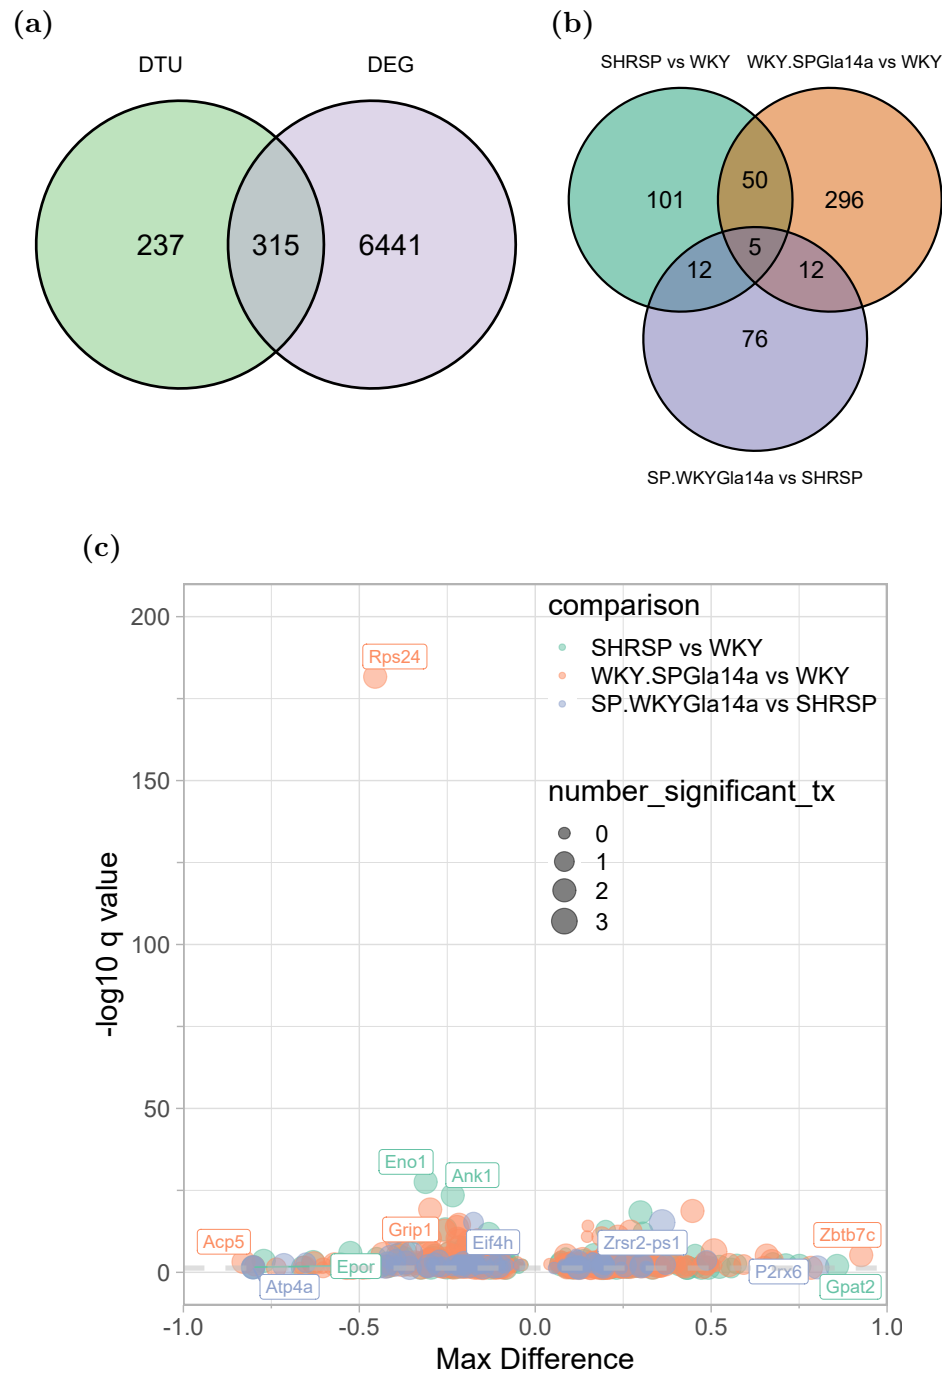 (a)
DTU
DEG
237
315
6441
(b)
SHRSP vs WKY
WKY.SPGla14a vs WKY
101
50
296
12
5
12
76
SP.WKYGla14a vs SHRSP
(c)
-log10 q value
200
150
100
50
0
-1.0
-0.5
0.0
0.5
1.0
Max Difference
comparison
SHRSP vs WKY
WKY.SPGla14a vs WKY
SP.WKYGla14a vs SHRSP
number_significant_tx
0
1
2
3
Rps24
Eno1
Ank1
Grip1
Acp5
Eif4h
Zrsr2-ps1
Zbtb7c
Epor
P2rx6
Atp4a
Gpat2